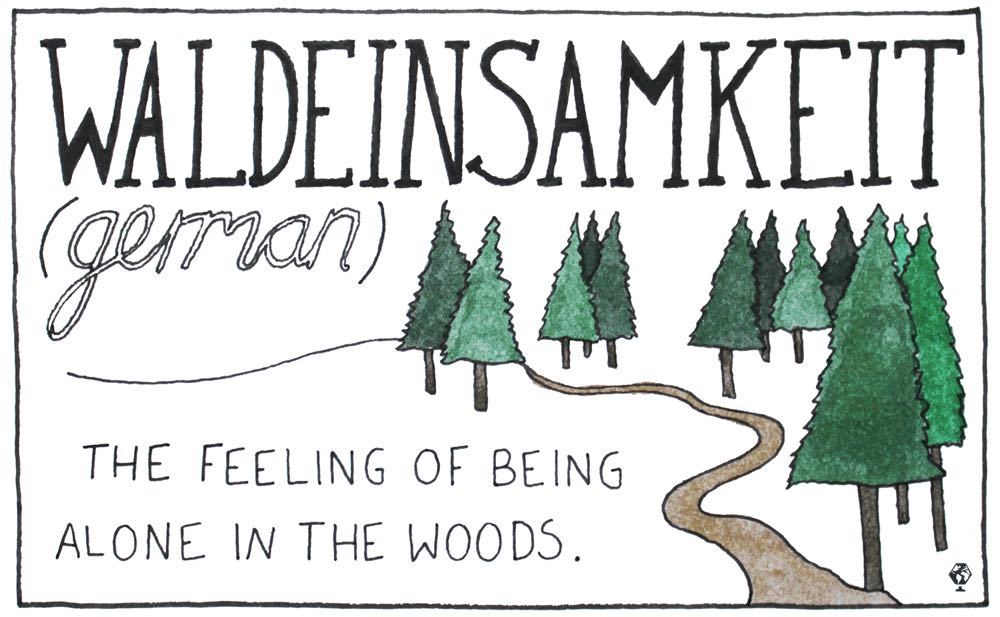 WALDEINSAMKEIT
(german)
THE FEELING OF BEING
ALONE IN THE WOODS.